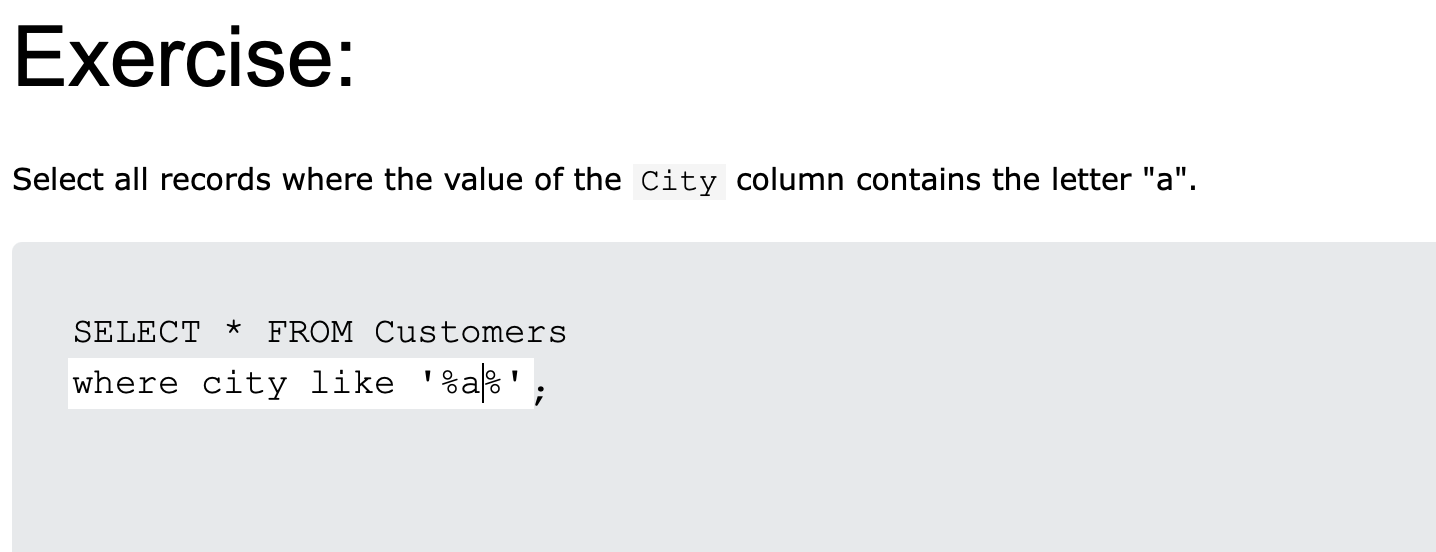 Exercise:
Select all records where the value of the City column contains the letter "a".
SELECT * FROM Customers
where city like '%a%';